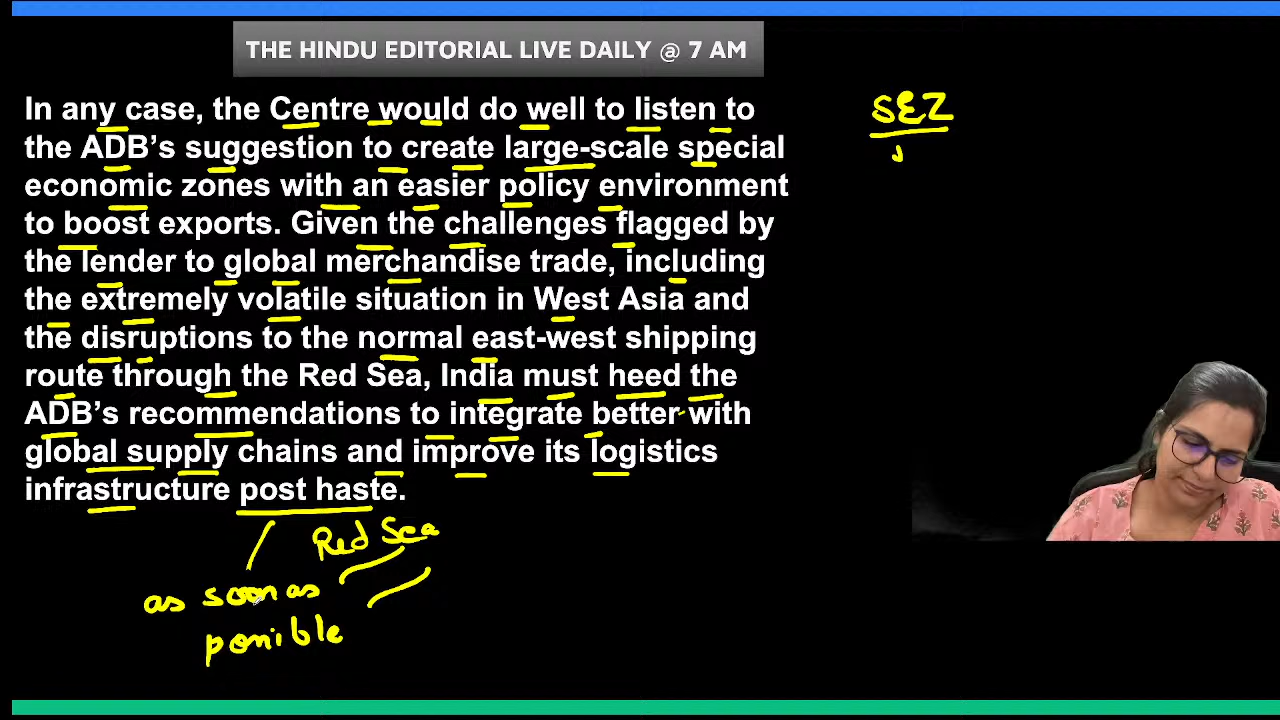 THE HINDU EDITORIAL LIVE DAILY @ 7 AM
In any case, the Centre would do well to listen to
the ADB's suggestion to create large-scale special
economic zones with an easier policy environment
to boost exports. Given the challenges flagged by
the lender to global merchandise trade, including
the extremely volatile situation in West Asia and
the disruptions to the normal east-west shipping
route through the Red Sea, India must heed the
ADB's recommendations to integrate better with
global supply chains and improve its logistics
infrastructure post haste.
SEZ
Red Sea
as soon as
possible